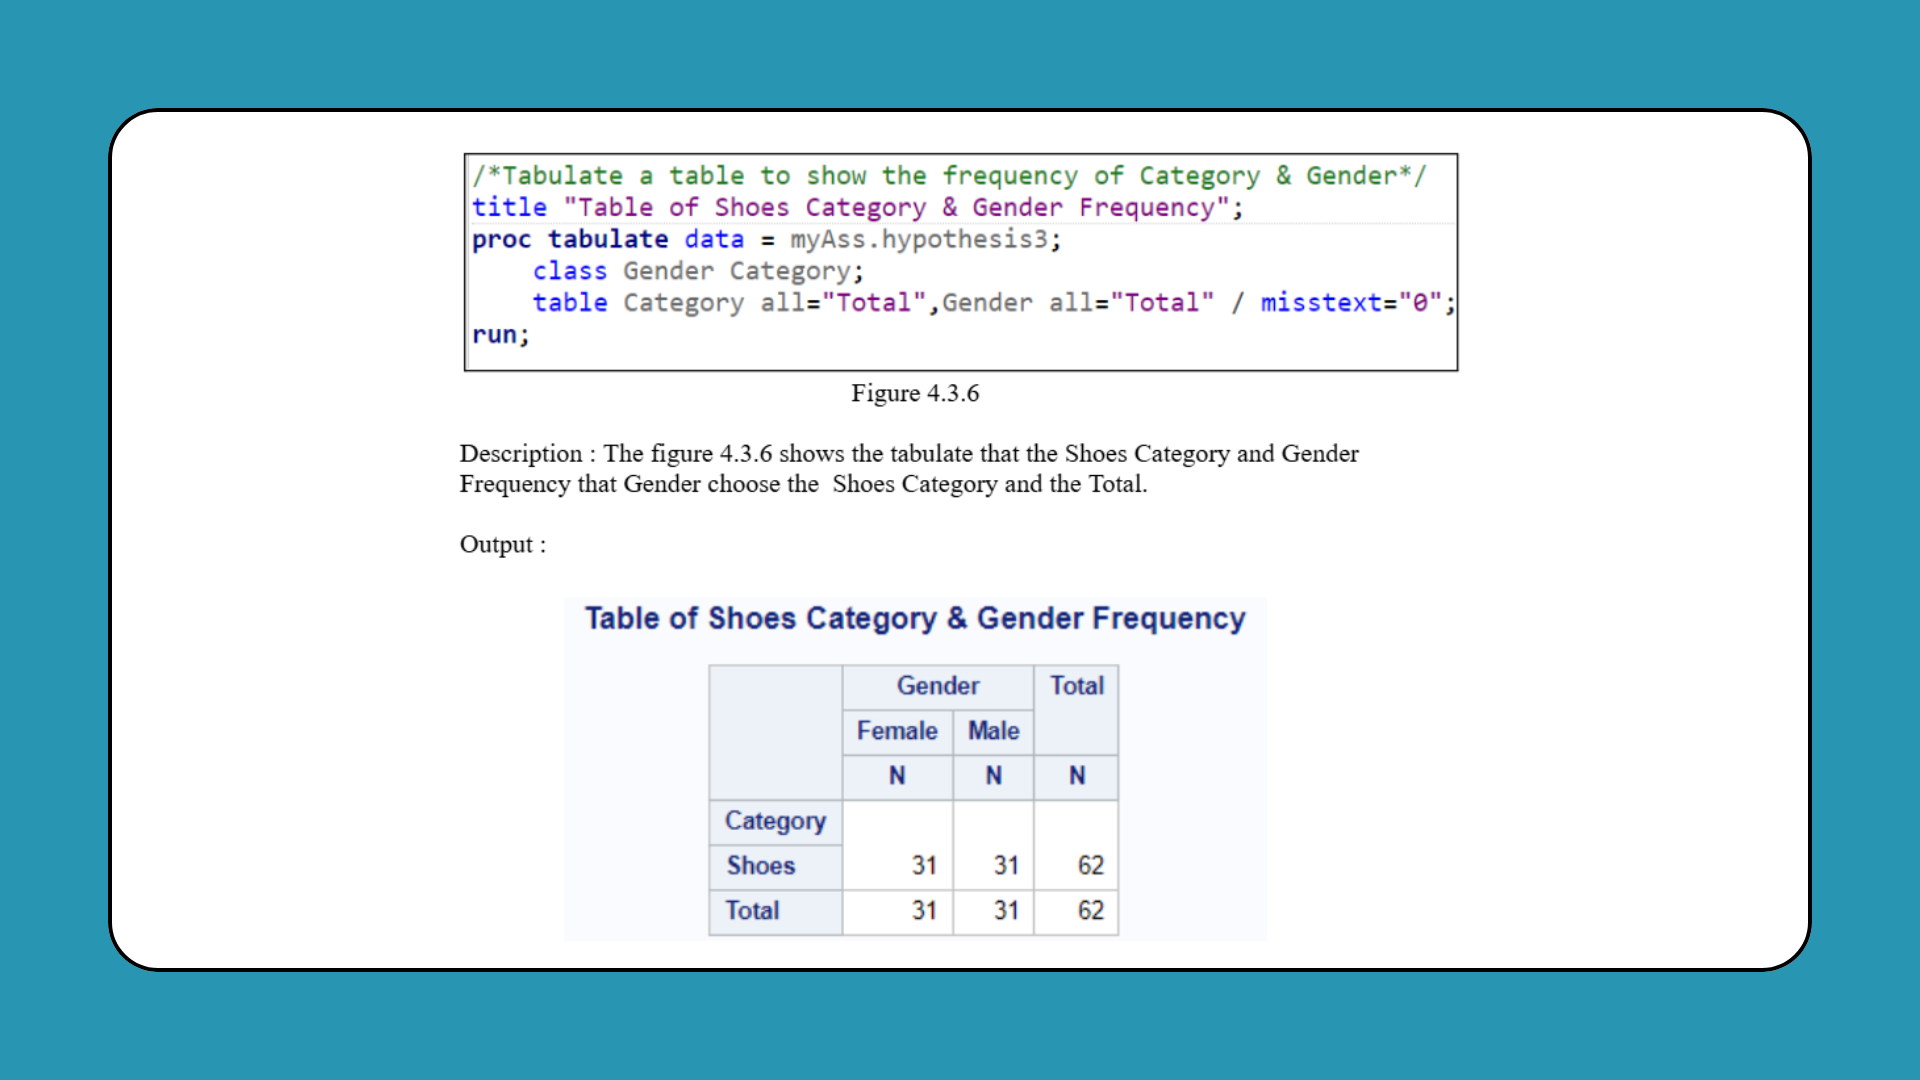 /*Tabulate a table to show the frequency of Category & Gender*/
title "Table of Shoes Category & Gender Frequency";
proc tabulate data = myAss.hypothesis3;
class Gender Category;
table Category all="Total",Gender all="Total" / misstext="0";
run;
Figure 4.3.6
Description : The figure 4.3.6 shows the tabulate that the Shoes Category and Gender
Frequency that Gender choose the  Shoes Category and the Total.
Output :
Table of Shoes Category & Gender Frequency
Gender Total
Female Male
N N N
Category
Shoes 31 31 62
Total 31 31 62